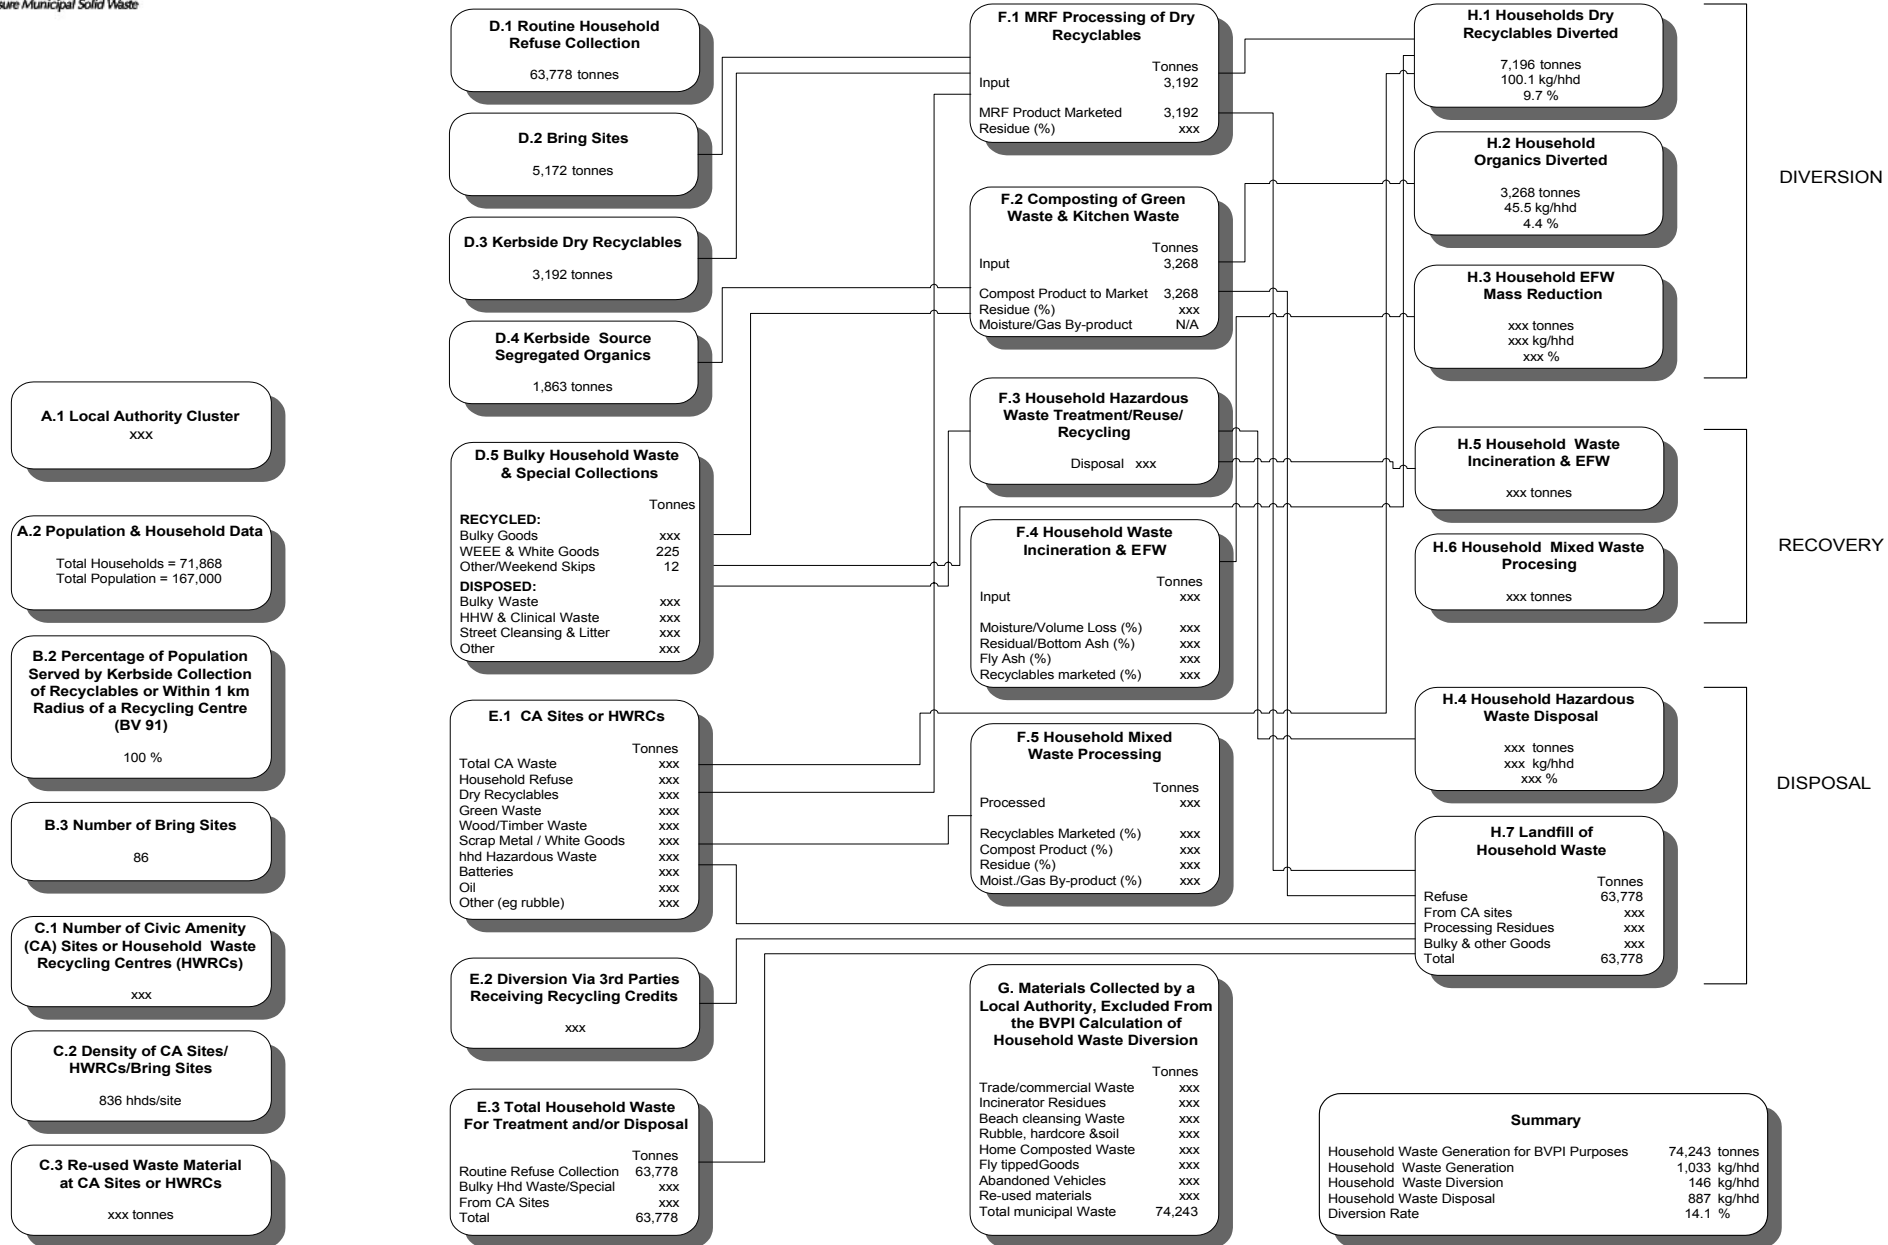 sure Municipal Solid Waste
A.1 Local Authority Cluster
xxx
A.2 Population & Household Data
Total Households = 71,868
Total Population = 167,000
B.2 Percentage of Population
Served by Kerbside Collection
of Recyclables or Within 1 km
Radius of a Recycling Centre
(BV 91)
100 %
B.3 Number of Bring Sites
86
C.1 Number of Civic Amenity
(CA) Sites or Household Waste
Recycling Centres (HWRCs)
xxx
C.2 Density of CA Sites/
HWRCs/Bring Sites
836 hhds/site
C.3 Re-used Waste Material
at CA Sites or HWRCs
xxx tonnes
D.1 Routine Household
Refuse Collection
63,778 tonnes
D.2 Bring Sites
5,172 tonnes
D.3 Kerbside Dry Recyclables
3,192 tonnes
D.4 Kerbside Source
Segregated Organics
1,863 tonnes
D.5 Bulky Household Waste
& Special Collections
Tonnes
RECYCLED:
Bulky Goods xxx
WEEE & White Goods 225
Other/Weekend Skips 12
DISPOSED:
Bulky Waste xxx
HHW & Clinical Waste xxx
Street Cleansing & Litter xxx
Other xxx
E.1 CA Sites or HWRCs
Tonnes
Total CA Waste xxx
Household Refuse xxx
Dry Recyclables xxx
Green Waste xxx
Wood/Timber Waste xxx
Scrap Metal / White Goods xxx
hhd Hazardous Waste xxx
Batteries xxx
Oil xxx
Other (eg rubble) xxx
E.2 Diversion Via 3rd Parties
Receiving Recycling Credits
xxx
E.3 Total Household Waste
For Treatment and/or Disposal
Tonnes
Routine Refuse Collection 63,778
Bulky Hhd Waste/Special xxx
From CA Sites xxx
Total 63,778
F.1 MRF Processing of Dry
Recyclables
Tonnes
Input 3,192
MRF Product Marketed 3,192
Residue (%) xxx
F.2 Composting of Green
Waste & Kitchen Waste
Tonnes
Input 3,268
Compost Product to Market 3,268
Residue (%) xxx
Moisture/Gas By-product N/A
F.3 Household Hazardous
Waste Treatment/Reuse/
Recycling
Disposal xxx
F.4 Household Waste
Incineration & EFW
Tonnes
Input xxx
Moisture/Volume Loss (%) xxx
Residual/Bottom Ash (%) xxx
Fly Ash (%) xxx
Recyclables marketed (%) xxx
F.5 Household Mixed
Waste Processing
Tonnes
Processed xxx
Recyclables Marketed (%) xxx
Compost Product (%) xxx
Residue (%) xxx
Moist./Gas By-product (%) xxx
G. Materials Collected by a
Local Authority, Excluded From
the BVPI Calculation of
Household Waste Diversion
Tonnes
Trade/commercial Waste xxx
Incinerator Residues xxx
Beach cleansing Waste xxx
Rubble, hardcore &soil xxx
Home Composted Waste xxx
Fly tippedGoods xxx
Abandoned Vehicles xxx
Re-used materials xxx
Total municipal Waste 74,243
H.1 Households Dry
Recyclables Diverted
7,196 tonnes
100.1 kg/hhd
9.7 %
H.2 Household
Organics Diverted
3,268 tonnes
45.5 kg/hhd
4.4 %
H.3 Household EFW
Mass Reduction
xxx tonnes
xxx kg/hhd
xxx %
DIVERSION
H.5 Household Waste
Incineration & EFW
xxx tonnes
H.6 Household Mixed Waste
Procesing
xxx tonnes
RECOVERY
H.4 Household Hazardous
Waste Disposal
xxx tonnes
xxx kg/hhd
xxx %
H.7 Landfill of
Household Waste
Tonnes
Refuse 63,778
From CA sites xxx
Processing Residues xxx
Bulky & other Goods xxx
Total 63,778
DISPOSAL
Summary
Household Waste Generation for BVPI Purposes 74,243 tonnes
Household Waste Generation 1,033 kg/hhd
Household Waste Diversion 146 kg/hhd
Household Waste Disposal 887 kg/hhd
Diversion Rate 14.1 %